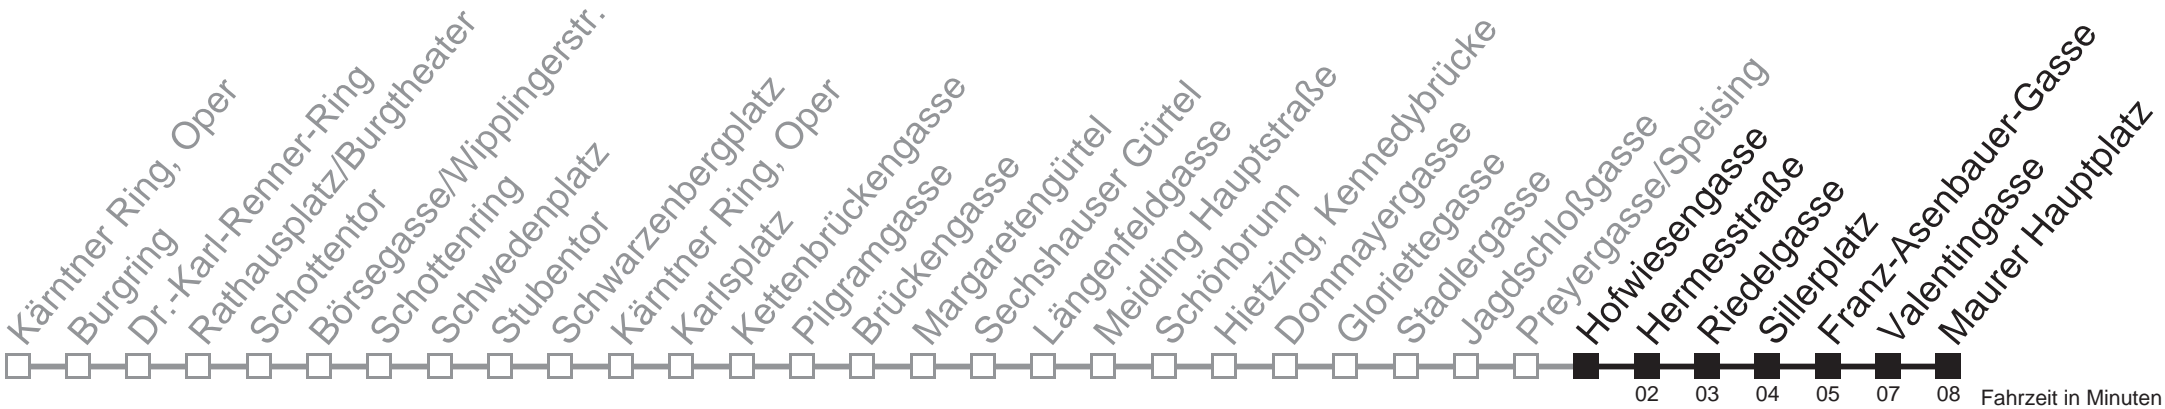 Kärntner Ring, Oper
Burgring
Dr.-Karl-Renner-Ring
Rathausplatz/Burgtheater
Schottentor
Börsegasse/Wipplingerstr.
Schottenring
Schwedenplatz
Stubentor
Schwarzenbergplatz
Kärntner Ring, Oper
Karlsplatz
Kettenbrückengasse
Pilgramgasse
Brückengasse
Margaretengürtel
Sechshauser Gürtel
Längenfeldgasse
Meidling Hauptstraße
Schönbrunn
Hietzing, Kennedybrücke
Dommayergasse
Gloriettegasse
Stadlergasse
Jagdschloßgasse
Preyergasse/Speising
Hofwiesengasse
Hermesstraße
Riedelgasse
Sillerplatz
Franz-Asenbauer-Gasse
Valentingasse
Maurer Hauptplatz
02 03 04 05 07 08 Fahrzeit in Minuten